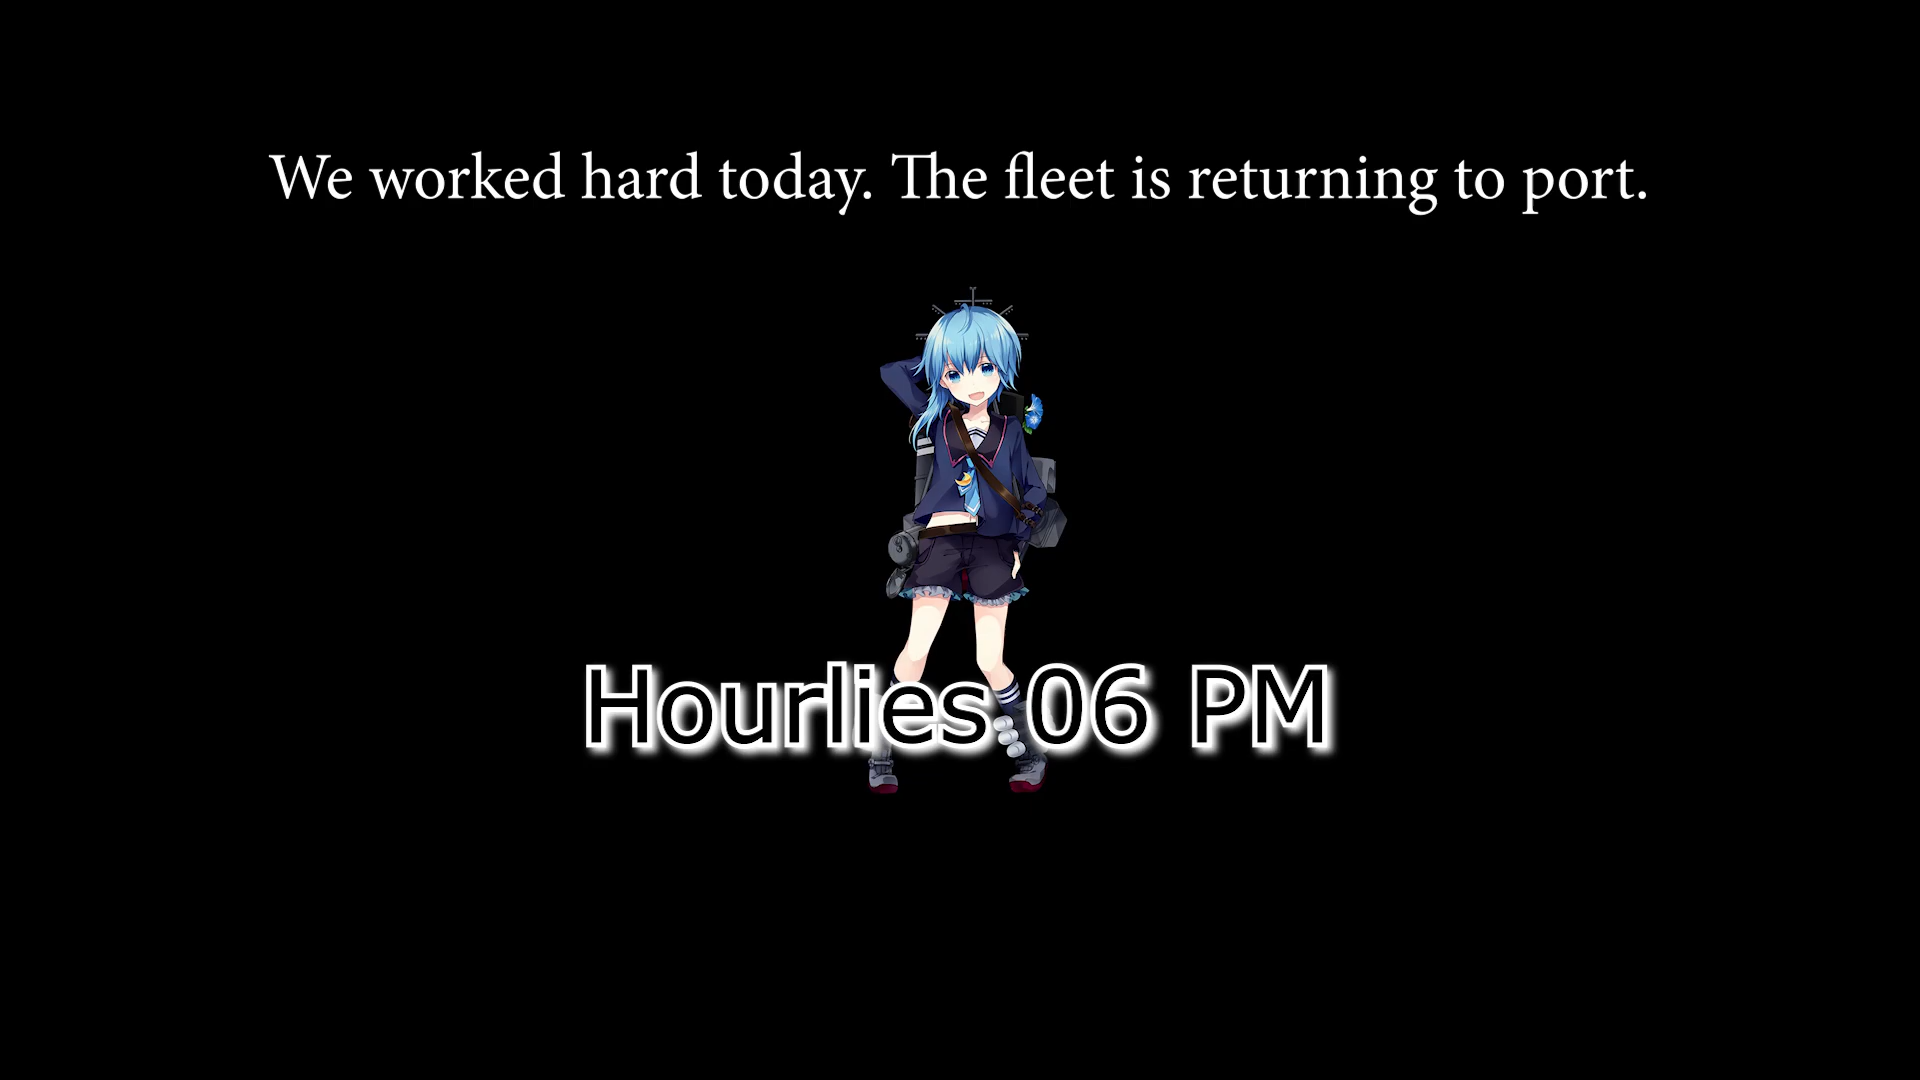 We worked hard today. The fleet is returning to port.
Hourlies 06 PM